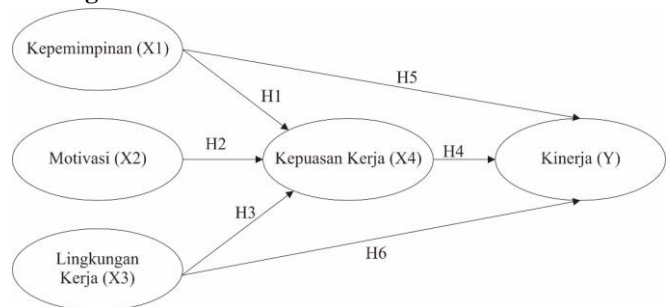 Kepemimpinan (X1)
H5
H1
Motivasi (X2)
H2
Kepuasan Kerja (X4)
H4
Kinerja (Y)
H3
Lingkungan
Kerja (X3)
H6